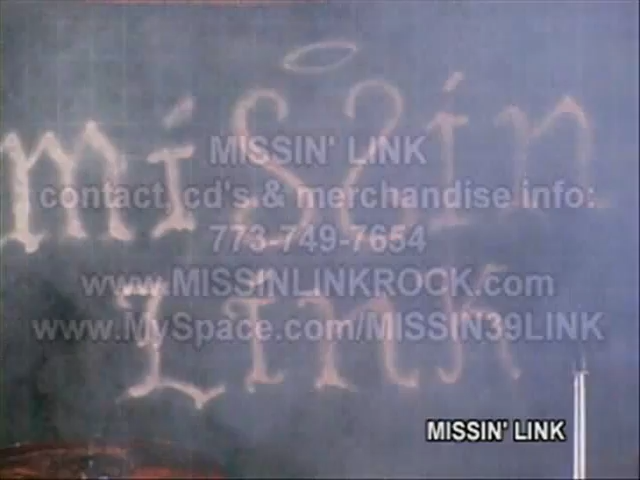 missin
MISSIN' LINK
contact, cd's & merchandise info:
773-749-7654
www.MISSINLINKROCK.com
Link
www.MySpace.com/MISSIN39LINK
MISSIN' LINK